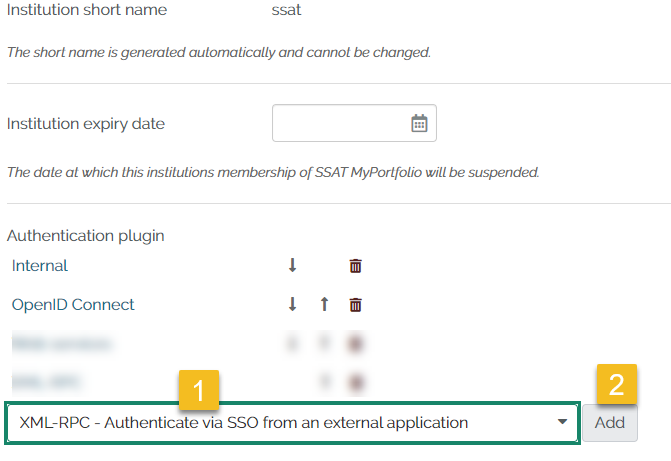 Institution short name ssat
The short name is generated automatically and cannot be changed.
Institution expiry date
The date at which this institutions membership of SSAT MyPortfolio will be suspended.
Authentication plugin
Internal
OpenID Connect
1
2
XML-RPC - Authenticate via SSO from an external application Add